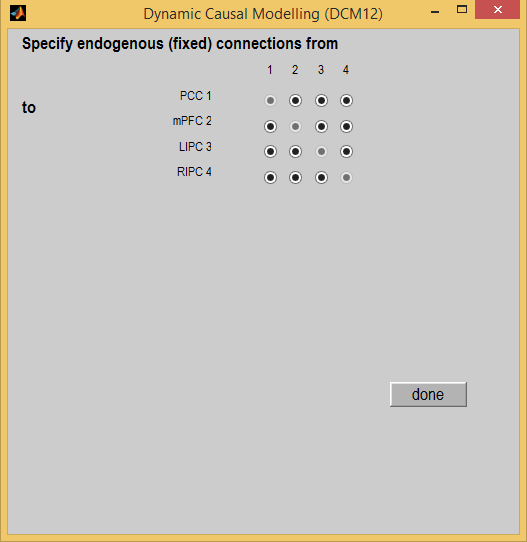 Dynamic Causal Modelling (DCM12)
Specify endogenous (fixed) connections from
1 2 3 4
PCC 1
to
mPFC 2
LIPC 3
RIPC 4
done